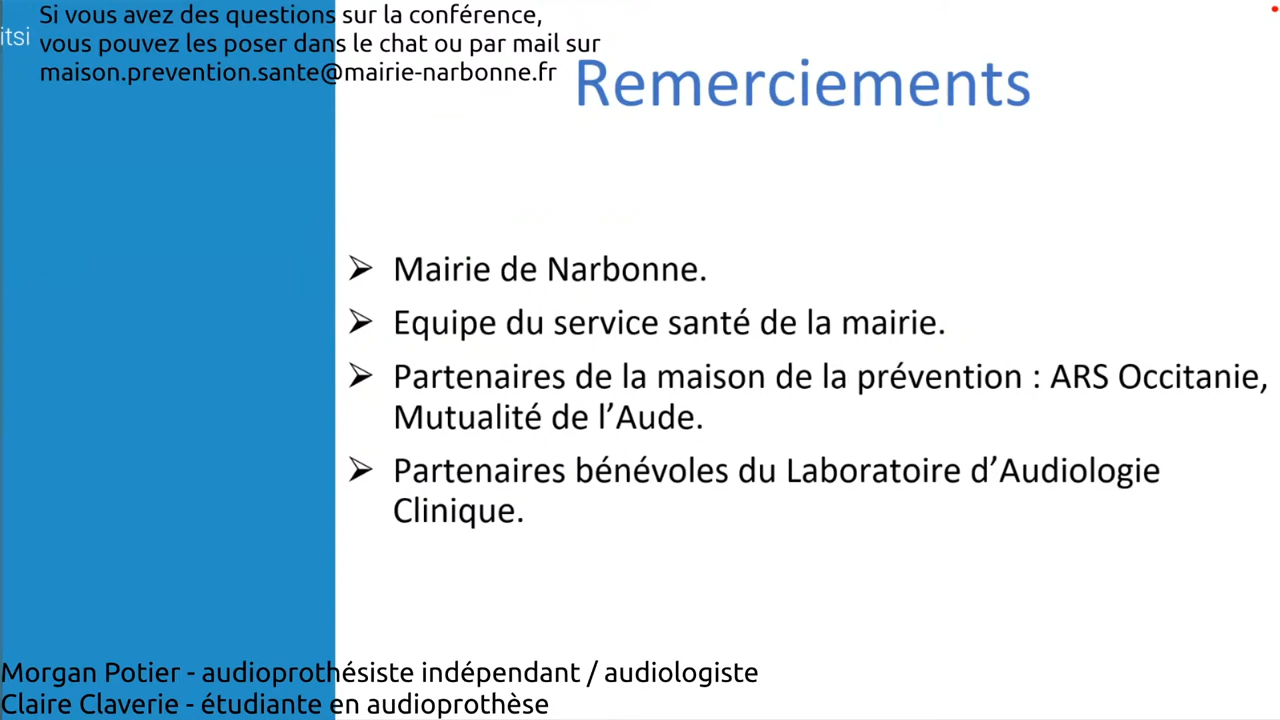 Si vous avez des questions sur la conférence,
itsi
vous pouvez les poser dans le chat ou par mail sur
maison.prevention.sante@mairie-narbonne.fr
Remerciements
➢ Mairie de Narbonne.
➢ Equipe du service santé de la mairie.
➢ Partenaires de la maison de la prévention : ARS Occitanie,
Mutualité de l’Aude.
➢ Partenaires bénévoles du Laboratoire d’Audiologie
Clinique.
Morgan Potier - audioprothésiste indépendant / audiologiste
Claire Claverie - étudiante en audioprothèse